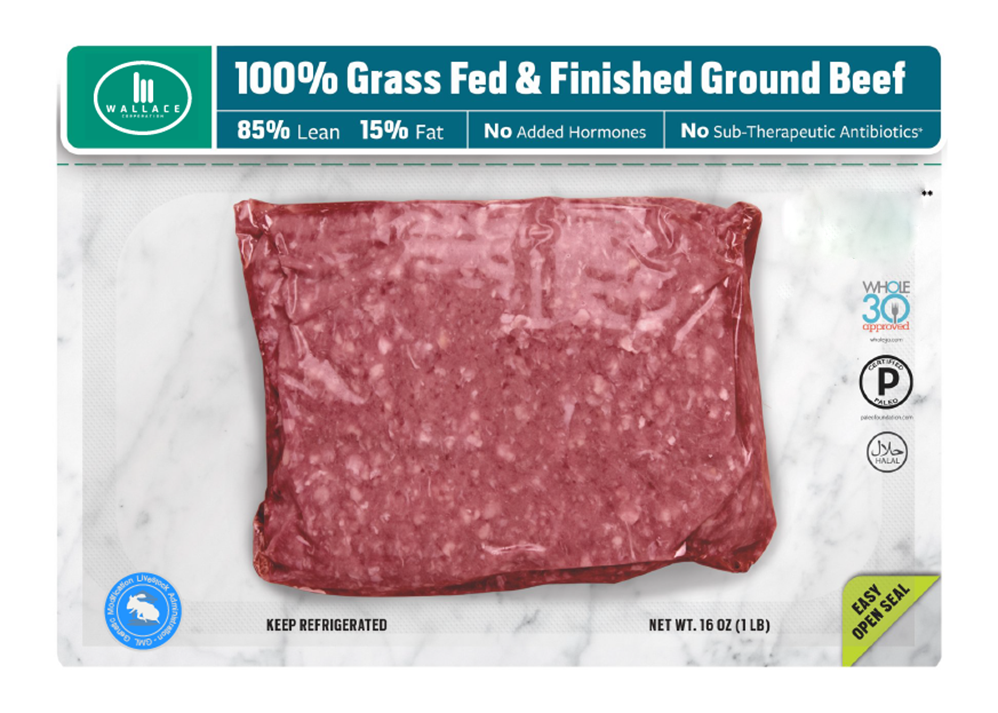 WALLACE
CORPORATION
100% Grass Fed & Finished Ground Beef
85% Lean 15% Fat
No Added Hormones
No Sub-Therapeutic Antibiotics*
**
WHOLE
30
approved
CERTIFIED
P
PALEO
paleofoundation.com
حلال
HALAL
Genetic Modification Livestock Administration - GML -
KEEP REFRIGERATED
NET WT. 16 OZ (1 LB)
EASY
OPEN SEAL